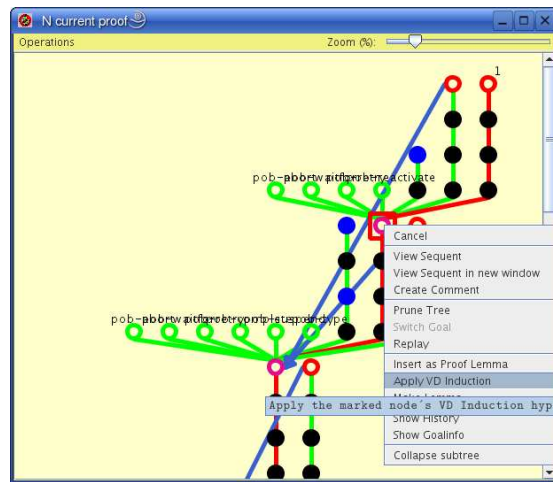 N current proof
Operations
Zoom (%):
1
Cancel
View Sequent
View Sequent in new window
Create Comment
Prune Tree
Switch Goal
Replay
Insert as Proof Lemma
Apply VD Induction
Make Lemma
Apply the marked node's VD Induction hyp
Show History
Show Goalinfo
Collapse subtree